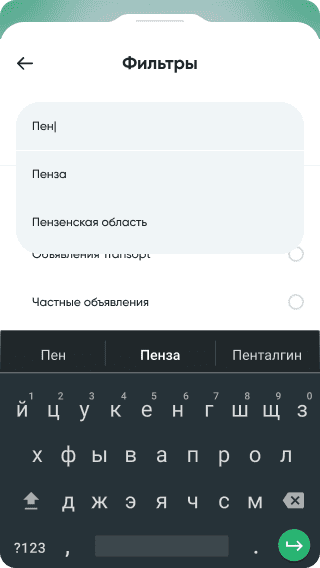 Фильтры
Пен
Пенза
Пензенская область
Объявления Transopt
Частные объявления
Пен Пенза Пенталгин
1 2 3 4 5 6 7 8 9 0
й ц у к е н г ш щ з
х ф ы в а п р о л
д ж э я ч с м
?123 , .